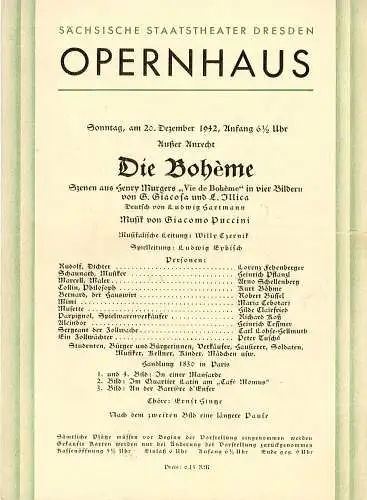 SÄCHSISCHE STAATSTHEATER DRESDEN
OPERNHAUS
Sonntag, am 20. Dezember 1942, Anfang 6½ Uhr
Außer Anrecht
Die Bohème
Szenen aus Henry Murgers „Vie de Bohème" in vier Bildern
von G. Giacosa und L. Illica
Deutsch von Ludwig Hartmann
Musik von Giacomo Puccini
Musikalische Leitung: Willy Czernik
Spielleitung: Ludwig Eybisch
Personen:
Rudolf, Dichter Lorenz Fehenberger
Schaunard, Musiker Heinrich Pflanzl
Marcell, Maler Arno Schellenberg
Collin, Philosoph Kurt Böhme
Bernard, der Hauswirt Robert Büssel
Mimi Maria Cebotari
Musette Hilde Clairfried
Parpignol, Spielwarenverkäufer Richard Koß
Alcindor Heinrich Teßmer
Sergeant der Zollwache Carl Lohse-Hellmuth
Ein Zollwächter Peter Tuscha
Studenten, Bürger und Bürgerinnen, Verkäufer, Hausierer, Soldaten,
Musiker, Kellner, Kinder, Mädchen usw.
Handlung 1830 in Paris
1. und 4. Bild: In einer Mansarde
2. Bild: Im Quartier Latin am „Café Momus"
3. Bild: An der Barrière d'Enfer
Chöre: Ernst Hintze
Nach dem zweiten Bild eine längere Pause
Sämtliche Plätze müssen vor Beginn der Vorstellung eingenommen werden
Gekaufte Karten werden nur bei Änderung der Vorstellung zurückgenommen
Kassenöffnung 5½ Uhr Einlaß 6 Uhr Anfang 6½ Uhr Ende geg. 9 Uhr
Preis: 0.15 RM